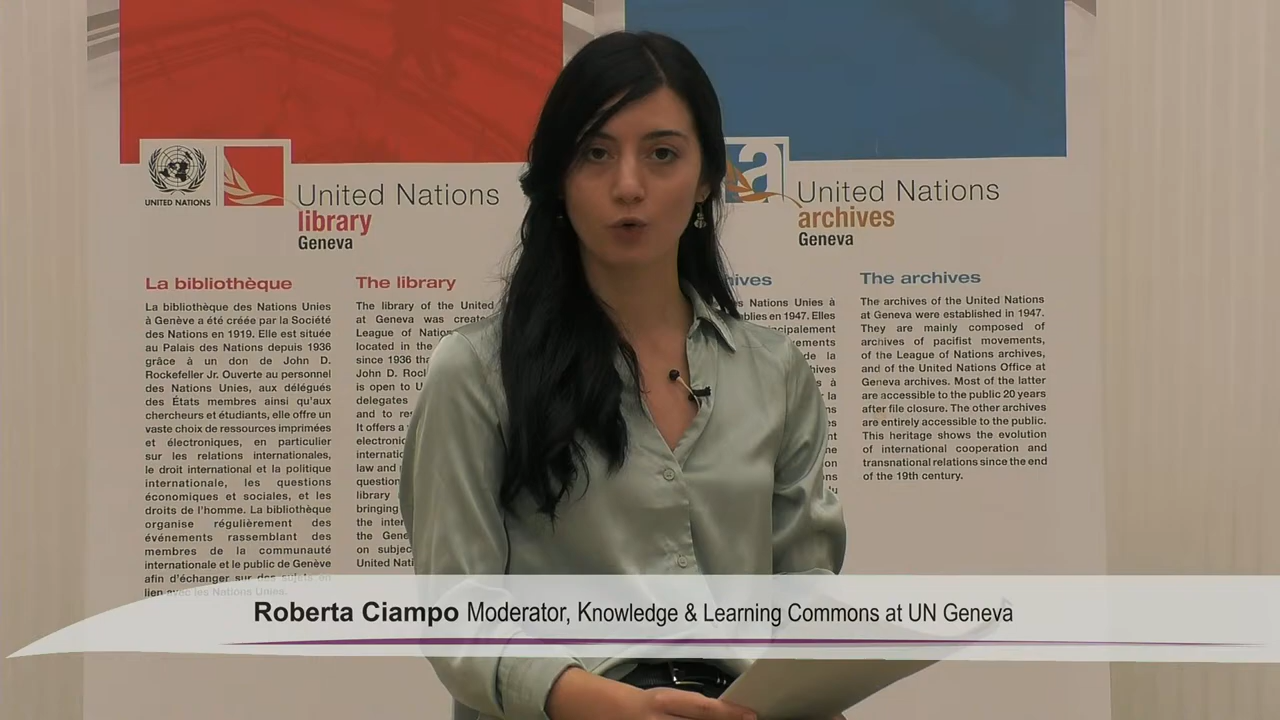 UNITED NATIONS
United Nations
library
Geneva
La bibliothèque
La bibliothèque des Nations Unies
à Genève a été créée par la Société
des Nations en 1919. Elle est située
au Palais des Nations depuis 1936
grâce à un don de John D.
Rockefeller Jr. Ouverte au personnel
des Nations Unies, aux délégués
des États membres ainsi qu'aux
chercheurs et étudiants, elle offre un
vaste choix de ressources imprimées
et électroniques, en particulier
sur les relations internationales,
le droit international et la politique
internationale, les questions
économiques et sociales, et les
droits de l'homme. La bibliothèque
organise régulièrement des
événements rassemblant des
membres de la communauté
internationale et le public de Genève
afin d'échanger sur des sujets en
lien avec les Nations Unies.
The library
The library of the United
at Geneva was
League of
located in the
since 1936
John D.
is open to
delegates
and to
It offers a
law and
library
bringing
the
the
on
United
a
United Nations
archives
Geneva
Nations Unies à
en 1947. Elles
de la
à
la
The archives
The archives of the United Nations
at Geneva were established in 1947.
They are mainly composed of
archives of pacifist movements,
of the League of Nations archives,
and of the United Nations Office at
Geneva archives. Most of the latter
are accessible to the public 20 years
after file closure. The other archives
are entirely accessible to the public.
This heritage shows the evolution
of international cooperation and
transnational relations since the end
of the 19th century.
Roberta Ciampo Moderator, Knowledge & Learning Commons at UN Geneva